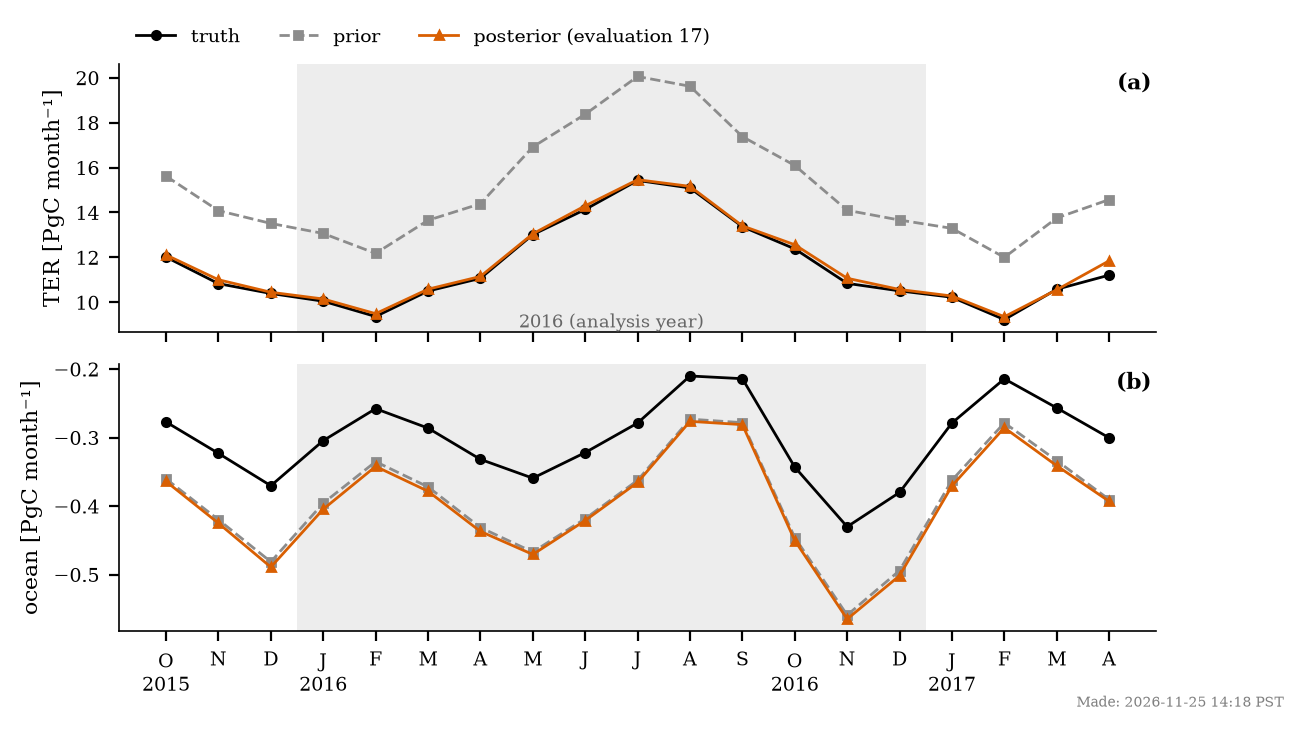 truth prior posterior (evaluation 17)
(a)
TER [PgC month⁻¹]
20
18
16
14
12
10
2016 (analysis year)
(b)
ocean [PgC month⁻¹]
−0.2
−0.3
−0.4
−0.5
O N D J F M A M J J A S O N D J F M A
2015 2016 2016 2017
Made: 2026-11-25 14:18 PST